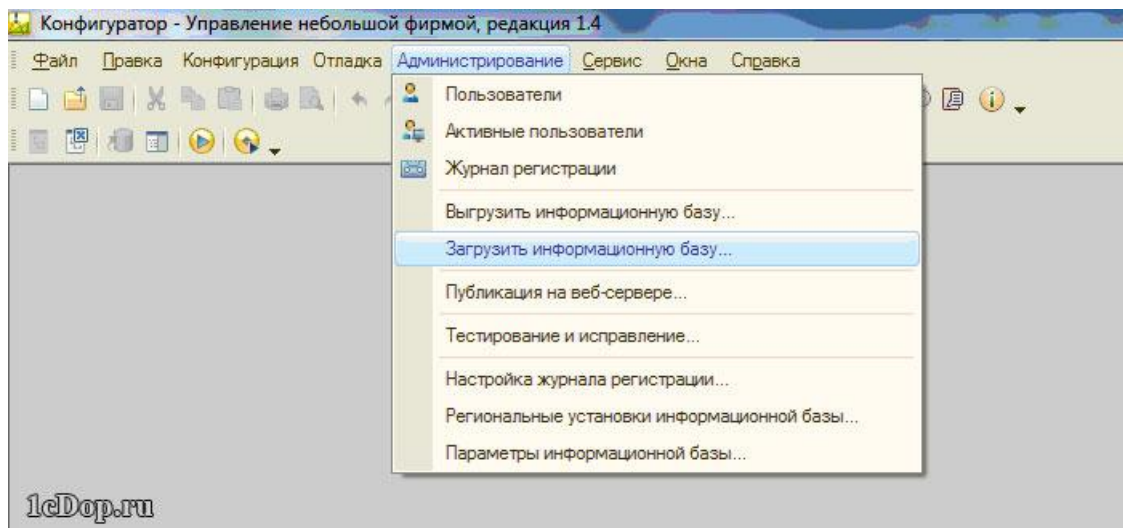 Конфигуратор - Управление небольшой фирмой, редакция 1.4
Файл Правка Конфигурация Отладка Администрирование Сервис Окна Справка
Пользователи
Активные пользователи
Журнал регистрации
Выгрузить информационную базу...
Загрузить информационную базу...
Публикация на веб-сервере...
Тестирование и исправление...
Настройка журнала регистрации...
Региональные установки информационной базы...
Параметры информационной базы...
1cDop.ru